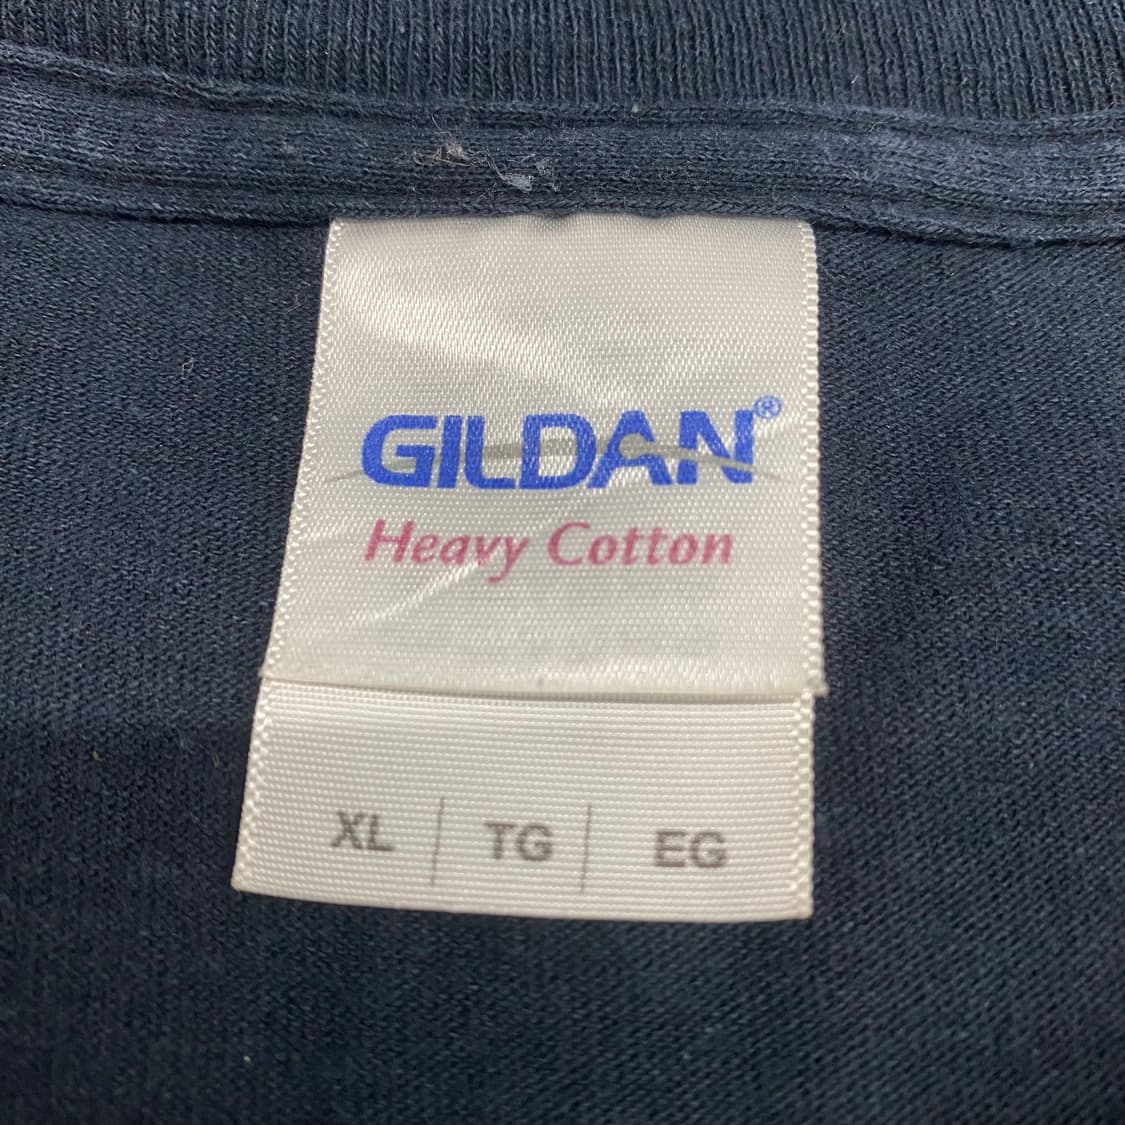 GILDAN®
Heavy Cotton
XL | TG | EG